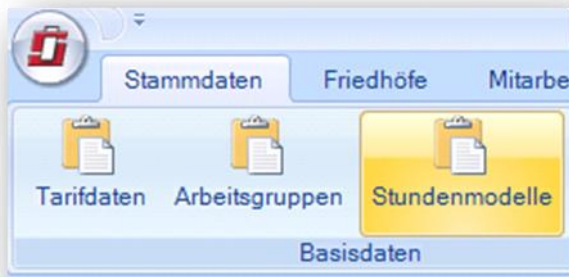 Stammdaten Friedhöfe Mitarbe
Tarifdaten Arbeitsgruppen Stundenmodelle
Basisdaten